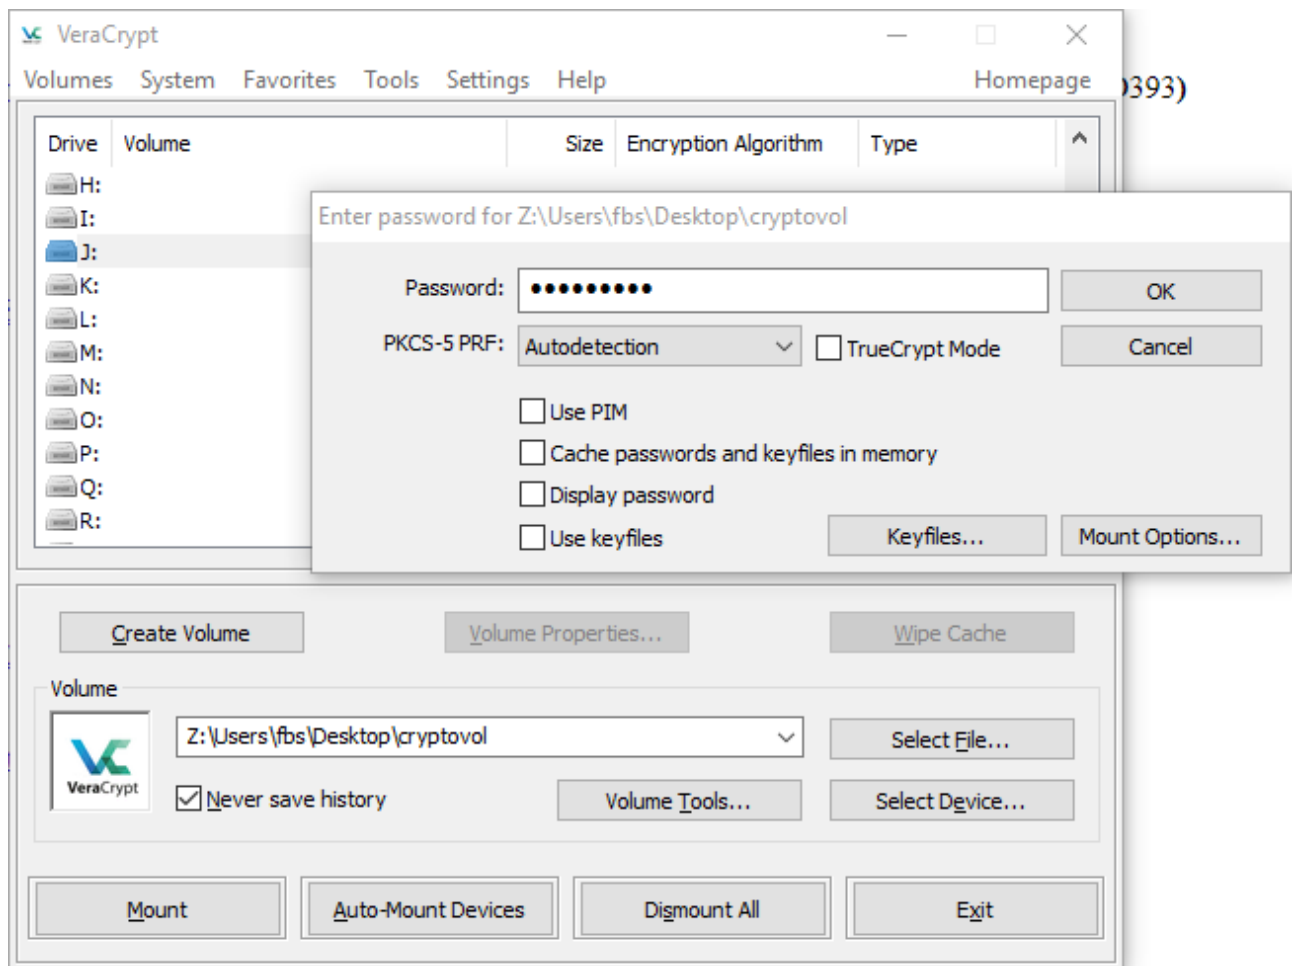 VeraCrypt
Volumes System Favorites Tools Settings Help Homepage
0393)
Drive Volume Size Encryption Algorithm Type
H:
I:
J:
K:
L:
M:
N:
O:
P:
Q:
R:
Enter password for Z:\Users\fbs\Desktop\cryptovol
Password: ●●●●●●●●● OK
PKCS-5 PRF: Autodetection TrueCrypt Mode Cancel
Use PIM
Cache passwords and keyfiles in memory
Display password
Use keyfiles Keyfiles... Mount Options...
Create Volume Volume Properties... Wipe Cache
Volume
VeraCrypt
Z:\Users\fbs\Desktop\cryptovol Select File...
Never save history Volume Tools... Select Device...
Mount Auto-Mount Devices Dismount All Exit